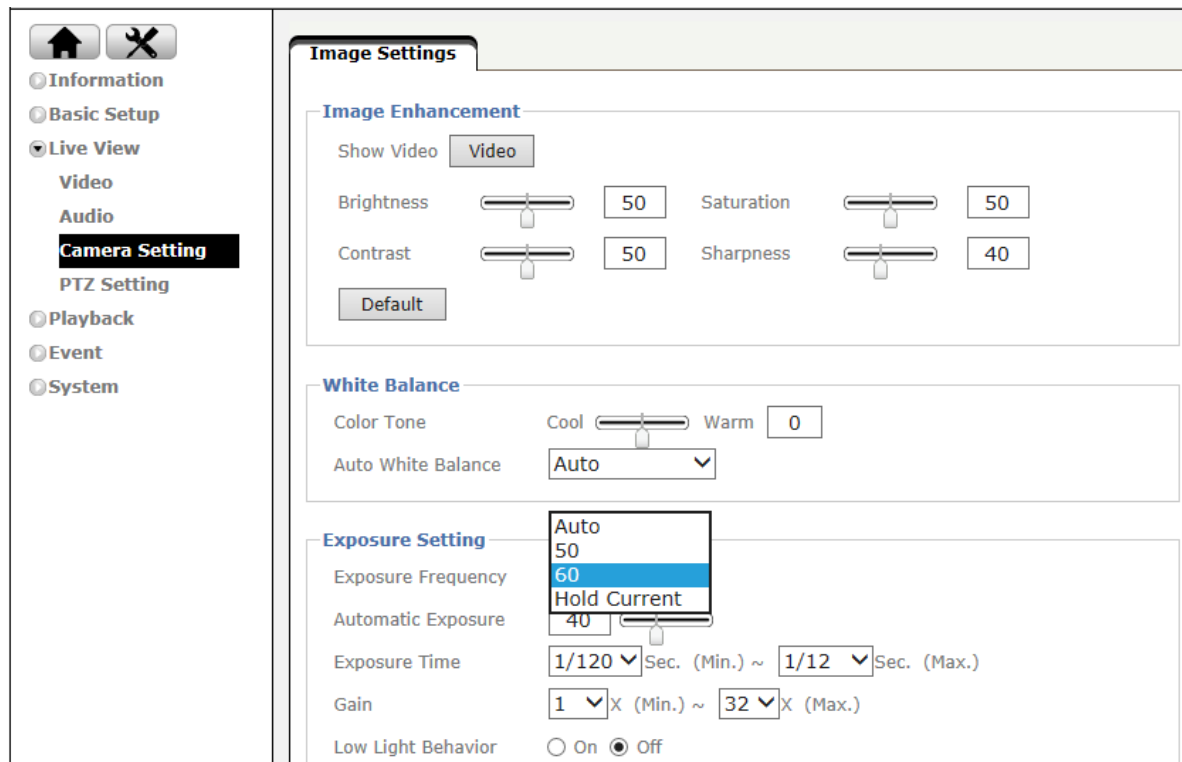 Information
Basic Setup
Live View
Video
Audio
Camera Setting
PTZ Setting
Playback
Event
System
Image Settings
Image Enhancement
Show Video Video
Brightness 50 Saturation 50
Contrast 50 Sharpness 40
Default
White Balance
Color Tone Cool Warm 0
Auto White Balance Auto
Exposure Setting
Exposure Frequency
Auto
50
60
Hold Current
Automatic Exposure 40
Exposure Time 1/120 Sec. (Min.) ~ 1/12 Sec. (Max.)
Gain 1 X (Min.) ~ 32 X (Max.)
Low Light Behavior On Off